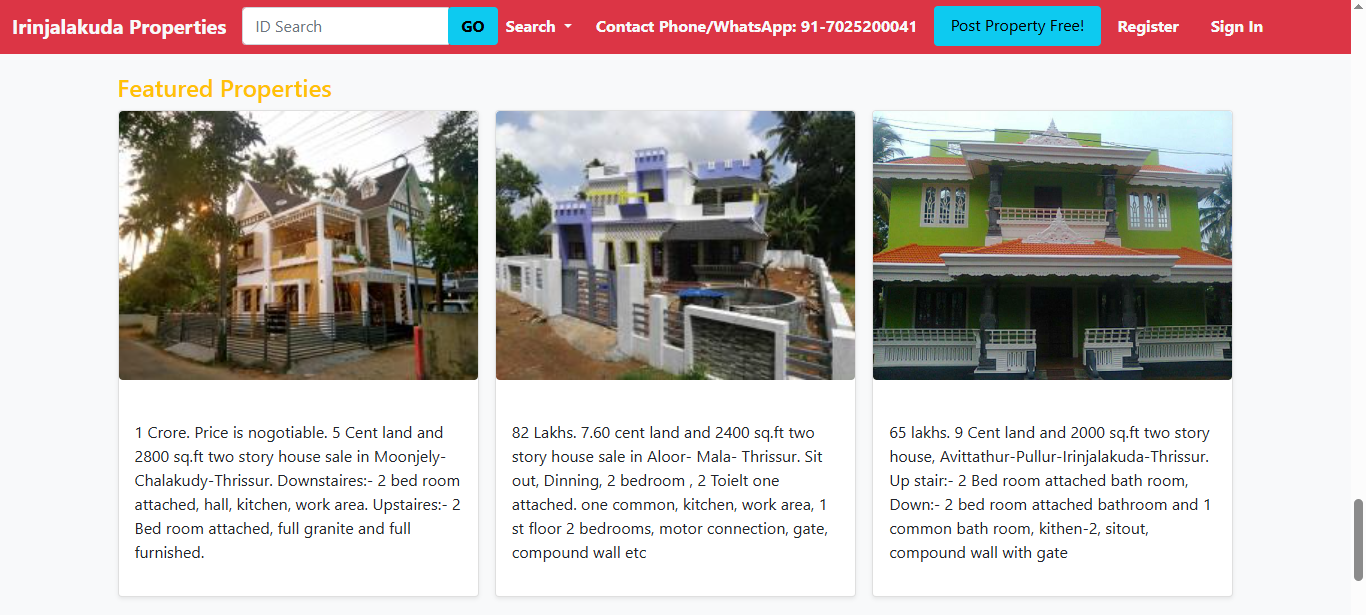 Irinjalakuda Properties ID Search GO Search Contact Phone/WhatsApp: 91-7025200041 Post Property Free! Register Sign In
Featured Properties
1 Crore. Price is nogotiable. 5 Cent land and
2800 sq.ft two story house sale in Moonjely-
Chalakudy-Thrissur. Downstaires:- 2 bed room
attached, hall, kitchen, work area. Upstaires:- 2
Bed room attached, full granite and full
furnished.
82 Lakhs. 7.60 cent land and 2400 sq.ft two
story house sale in Aloor- Mala- Thrissur. Sit
out, Dinning, 2 bedroom , 2 Toielt one
attached. one common, kitchen, work area, 1
st floor 2 bedrooms, motor connection, gate,
compound wall etc
65 lakhs. 9 Cent land and 2000 sq.ft two story
house, Avittathur-Pullur-Irinjalakuda-Thrissur.
Up stair:- 2 Bed room attached bath room,
Down:- 2 bed room attached bathroom and 1
common bath room, kithen-2, sitout,
compound wall with gate